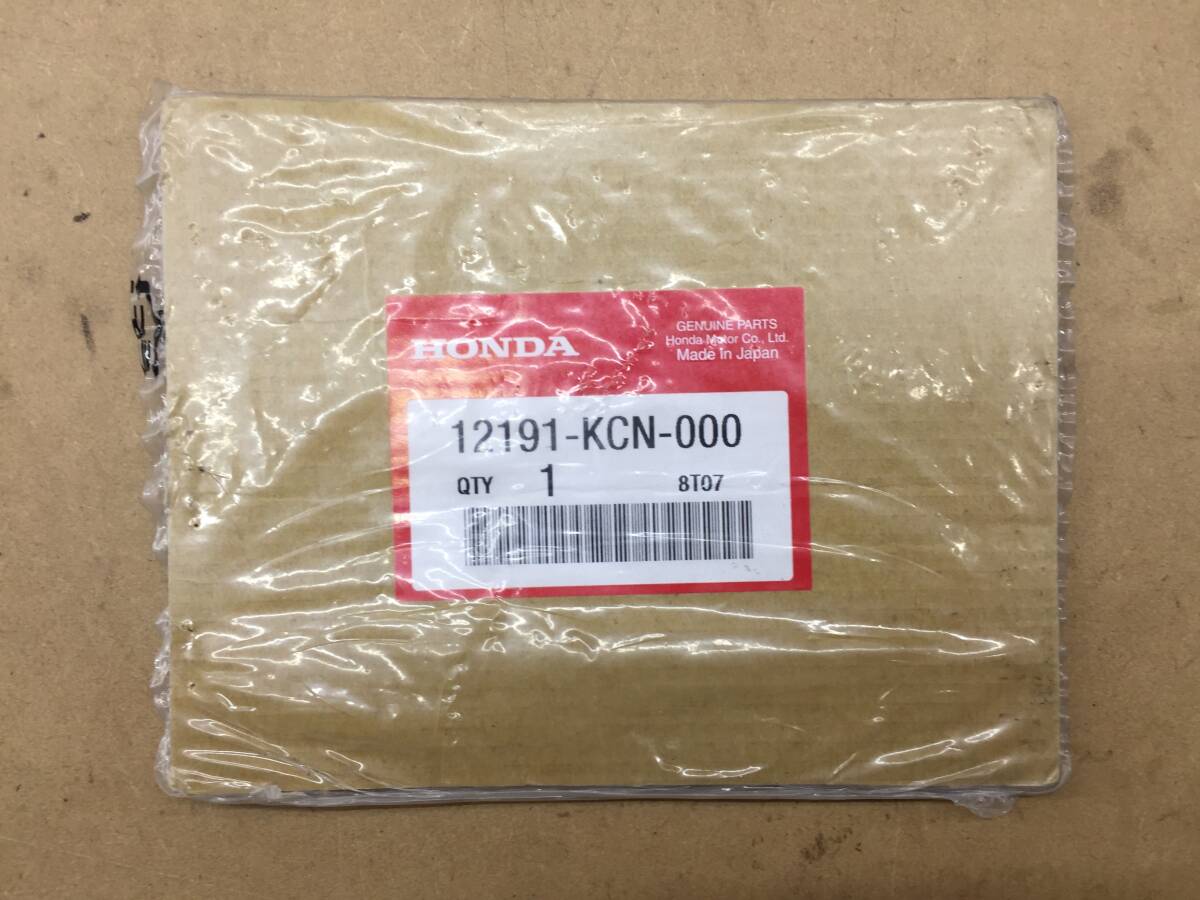 HONDA
GENUINE PARTS
Honda Motor Co., Ltd.
Made In Japan
12191-KCN-000
QTY 1 8T07